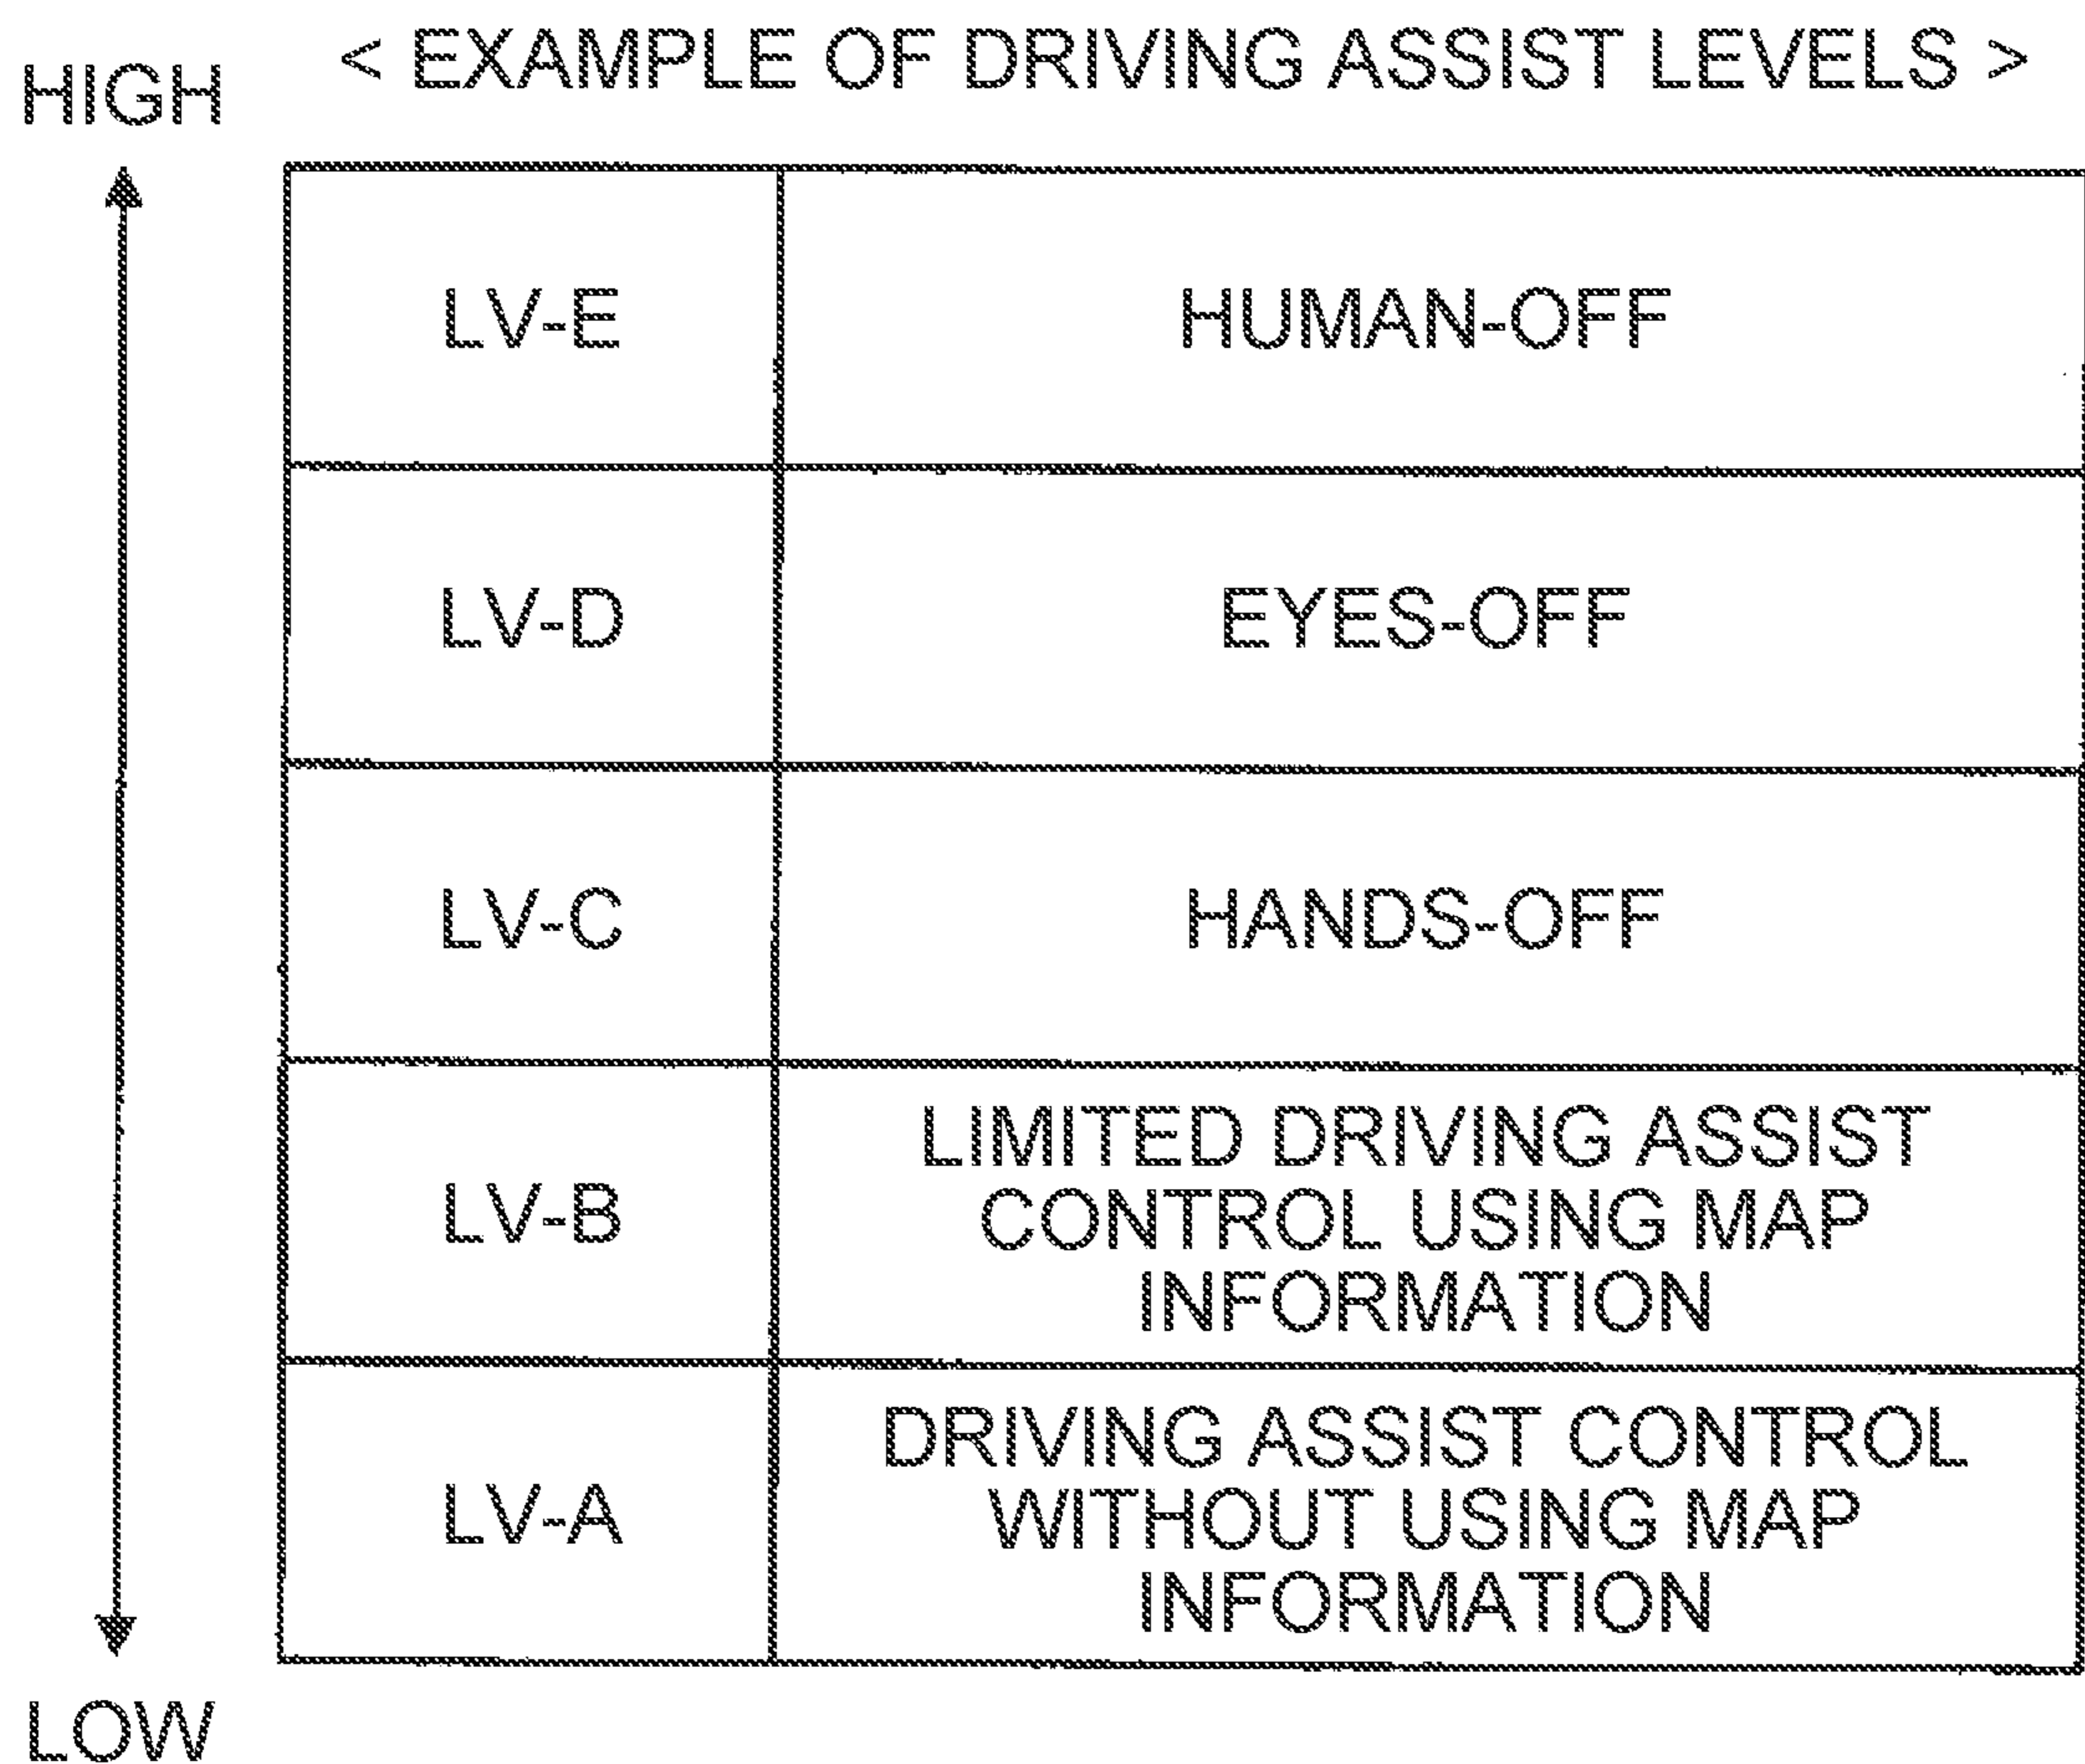 < EXAMPLE OF DRIVING ASSIST LEVELS >
HIGH
LV-E HUMAN-OFF
LV-D EYES-OFF
LV-C HANDS-OFF
LV-B LIMITED DRIVING ASSIST
CONTROL USING MAP
INFORMATION
LV-A DRIVING ASSIST CONTROL
WITHOUT USING MAP
INFORMATION
LOW